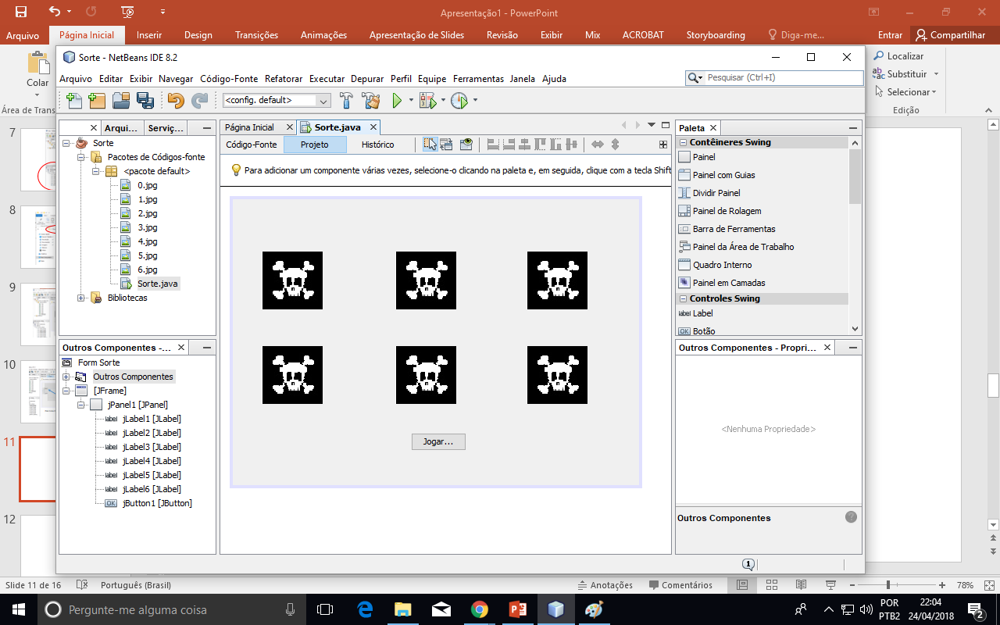 Apresentação1 - PowerPoint
Arquivo Página Inicial Inserir Design Transições Animações Apresentação de Slides Revisão Exibir Mix ACROBAT Storyboarding Diga-me... Entrar Compartilhar
Colar
Área de Trans
Localizar
Substituir
Selecionar
Edição
7
8
9
10
11
12
Sorte - NetBeans IDE 8.2
Arquivo Editar Exibir Navegar Código-Fonte Refatorar Executar Depurar Perfil Equipe Ferramentas Janela Ajuda
Pesquisar (Ctrl+I)
<config. default>
Arqui... Serviç...
Sorte
Pacotes de Códigos-fonte
<pacote default>
0.jpg
1.jpg
2.jpg
3.jpg
4.jpg
5.jpg
6.jpg
Sorte.java
Bibliotecas
Outros Componentes -...
Form Sorte
Outros Componentes
[JFrame]
jPanel1 [JPanel]
label jLabel1 [JLabel]
label jLabel2 [JLabel]
label jLabel3 [JLabel]
label jLabel4 [JLabel]
label jLabel5 [JLabel]
label jLabel6 [JLabel]
OK jButton1 [JButton]
Página Inicial Sorte.java
Código-Fonte Projeto Histórico
Para adicionar um componente várias vezes, selecione-o clicando na paleta e, em seguida, clique com a tecla Shift
Jogar...
Paleta
Contêineres Swing
Painel
Painel com Guias
Dividir Painel
Painel de Rolagem
Barra de Ferramentas
Painel da Área de Trabalho
Quadro Interno
Painel em Camadas
Controles Swing
label Label
OK Botão
Outros Componentes - Propri...
<Nenhuma Propriedade>
Outros Componentes
1
Slide 11 de 16 Português (Brasil) Anotações Comentários 78%
Pergunte-me alguma coisa
POR
PTB2
22:04
24/04/2018
2